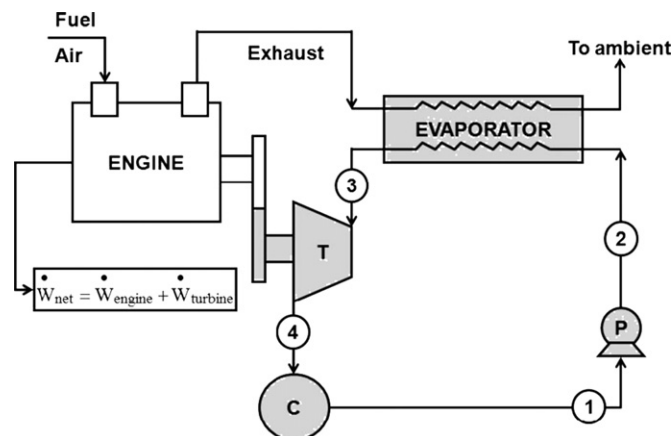 Fuel
Air
Exhaust
To ambient
EVAPORATOR
ENGINE
3
2
T
Ẇnet = Ẇengine + Ẇturbine
P
4
C
1